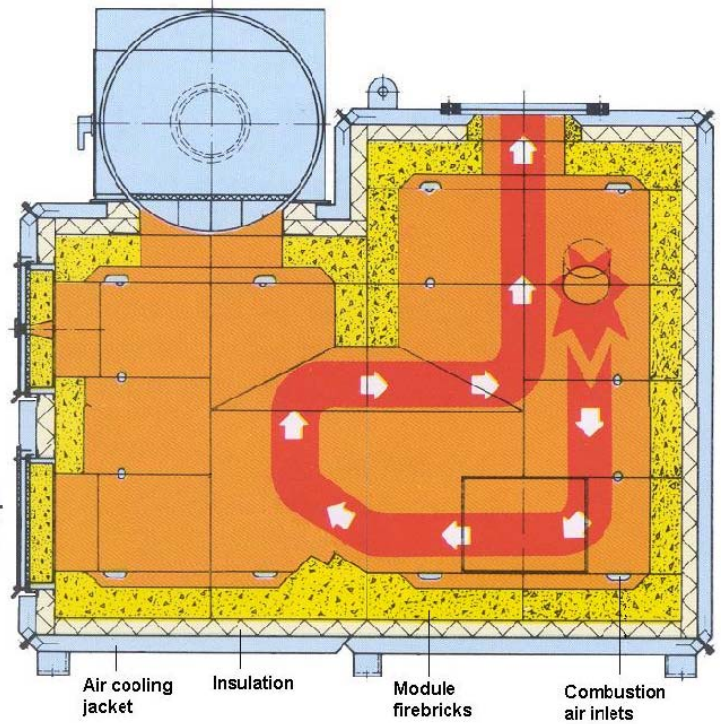 Air cooling
jacket
Insulation
Module
firebricks
Combustion
air inlets